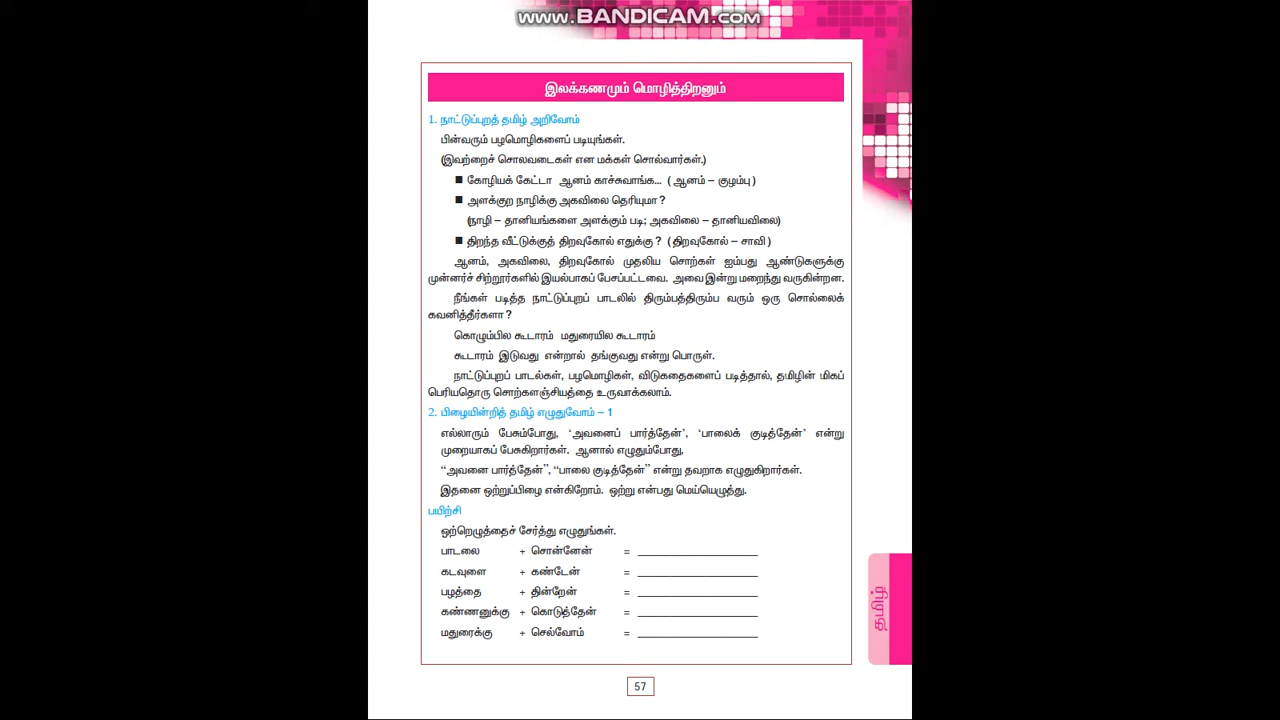 www.BANDICAM.com
இலக்கணமும் மொழித்திறனும்
1. நாட்டுப்புறத் தமிழ் அறிவோம்
பின்வரும் பழமொழிகளைப் படியுங்கள்.
(இவற்றைச் சொலவடைகள் என மக்கள் சொல்வார்கள்.)
■ கோழியக் கேட்டா ஆனம் காச்சுவாங்க... ( ஆனம் – குழம்பு )
■ அளக்குற நாழிக்கு அகவிலை தெரியுமா ?
(நாழி – தானியங்களை அளக்கும் படி; அகவிலை – தானியவிலை)
■ திறந்த வீட்டுக்குத் திறவுகோல் எதுக்கு ? ( திறவுகோல் – சாவி )
ஆனம், அகவிலை, திறவுகோல் முதலிய சொற்கள் ஐம்பது ஆண்டுகளுக்கு
முன்னர்ச் சிற்றூர்களில் இயல்பாகப் பேசப்பட்டவை. அவை இன்று மறைந்து வருகின்றன.
நீங்கள் படித்த நாட்டுப்புறப் பாடலில் திரும்பத்திரும்ப வரும் ஒரு சொல்லைக்
கவனித்தீர்களா ?
கொழும்பில கூடாரம் மதுரையில கூடாரம்
கூடாரம் இடுவது என்றால் தங்குவது என்று பொருள்.
நாட்டுப்புறப் பாடல்கள், பழமொழிகள், விடுகதைகளைப் படித்தால், தமிழின் மிகப்
பெரியதொரு சொற்களஞ்சியத்தை உருவாக்கலாம்.
2. பிழையின்றித் தமிழ் எழுதுவோம் – 1
எல்லாரும் பேசும்போது, ‘அவனைப் பார்த்தேன்’, ‘பாலைக் குடித்தேன்’ என்று
முறையாகப் பேசுகிறார்கள். ஆனால் எழுதும்போது,
“அவனை பார்த்தேன்”, “பாலை குடித்தேன்” என்று தவறாக எழுதுகிறார்கள்.
இதனை ஒற்றுப்பிழை என்கிறோம். ஒற்று என்பது மெய்யெழுத்து.
பயிற்சி
ஒற்றெழுத்தைச் சேர்த்து எழுதுங்கள்.
பாடலை + சொன்னேன் = ____________________
கடவுளை + கண்டேன் = ____________________
பழத்தை + தின்றேன் = ____________________
கண்ணனுக்கு + கொடுத்தேன் = ____________________
மதுரைக்கு + செல்வோம் = ____________________
தமிழ்
57